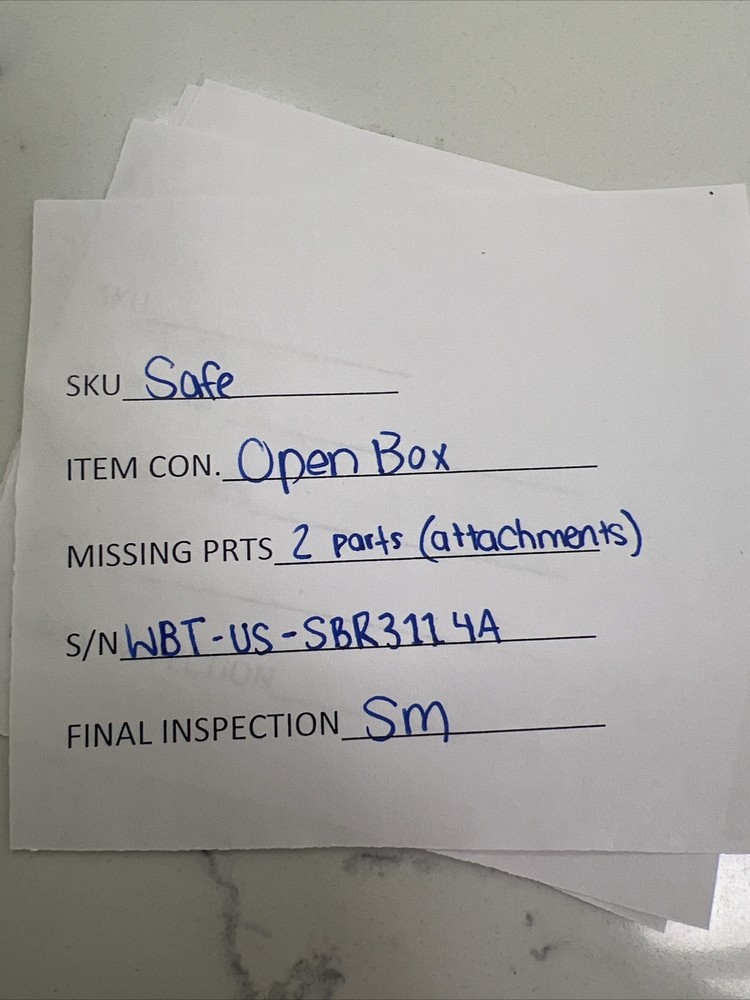 SKU Safe
ITEM CON. Open Box
MISSING PRTS 2 parts (attachments)
S/N WBT-US-SBR3114A
FINAL INSPECTION Sm